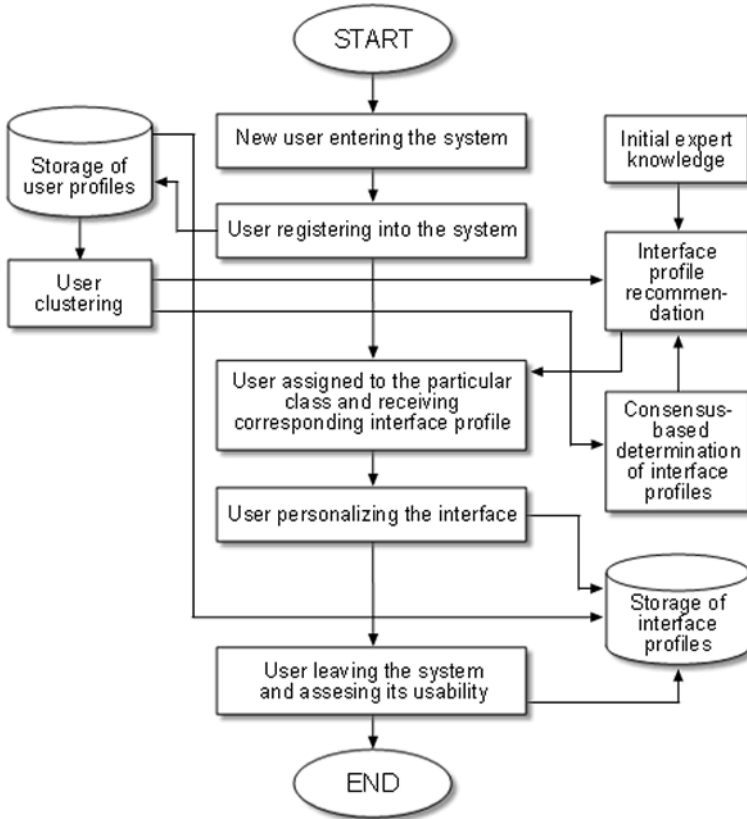 START
New user entering the system
Storage of
user profiles
Initial expert
knowledge
User registering into the system
User
clustering
Interface
profile
recommen-
dation
User assigned to the particular
class and receiving
corresponding interface profile
Consensus-
based
determination
of interface
profiles
User personalizing the interface
Storage of
interface
profiles
User leaving the system
and assesing its usability
END